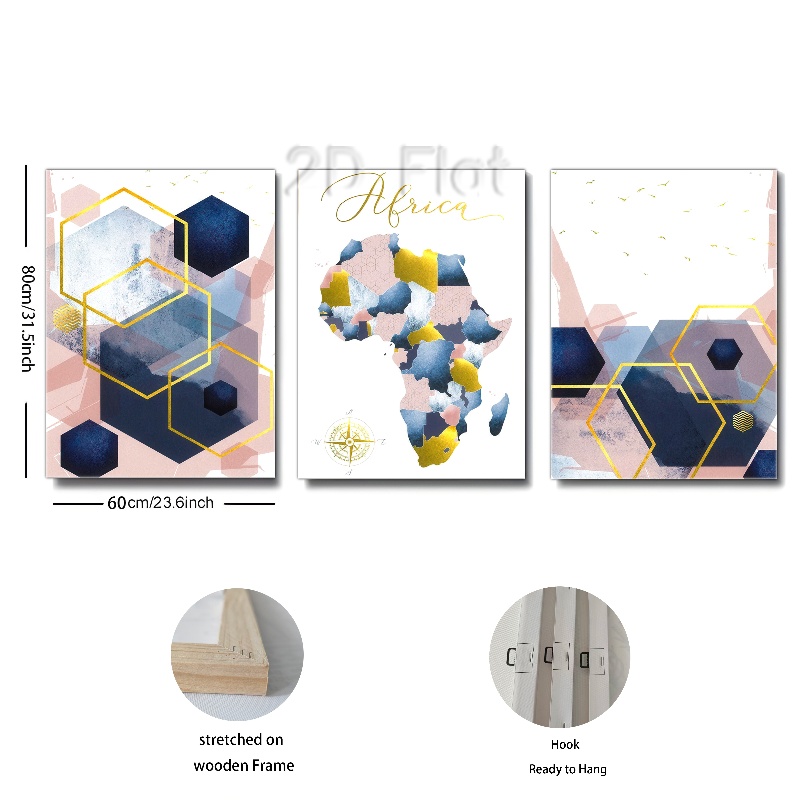 2D Flat
Africa
80cm/31.5inch
60cm/23.6inch
stretched on
wooden Frame
Hook
Ready to Hang